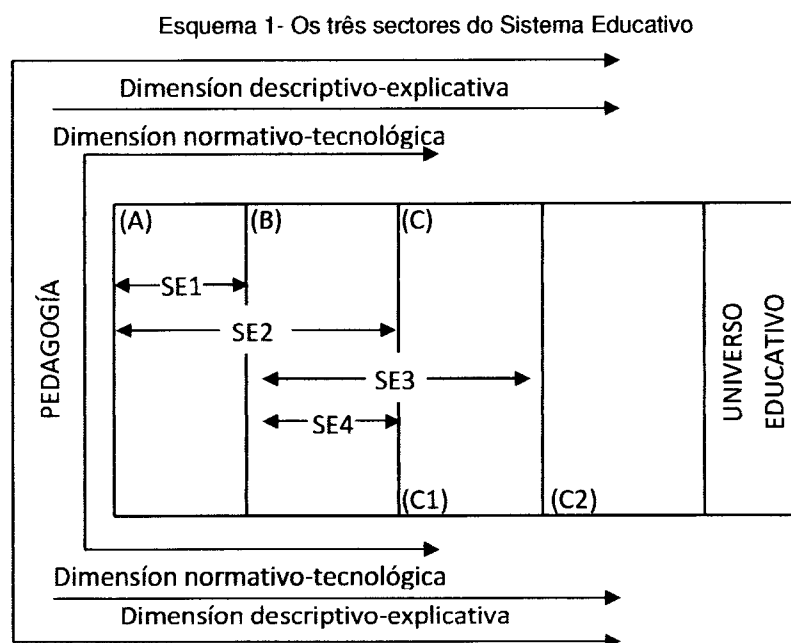 Esquema 1- Os três sectores do Sistema Educativo
Dimensíon descriptivo-explicativa
Dimensíon normativo-tecnológica
(A) (B) (C)
SE1
SE2
SE3
SE4
(C1) (C2)
PEDAGOGÍA
UNIVERSO
EDUCATIVO
Dimensíon normativo-tecnológica
Dimensíon descriptivo-explicativa